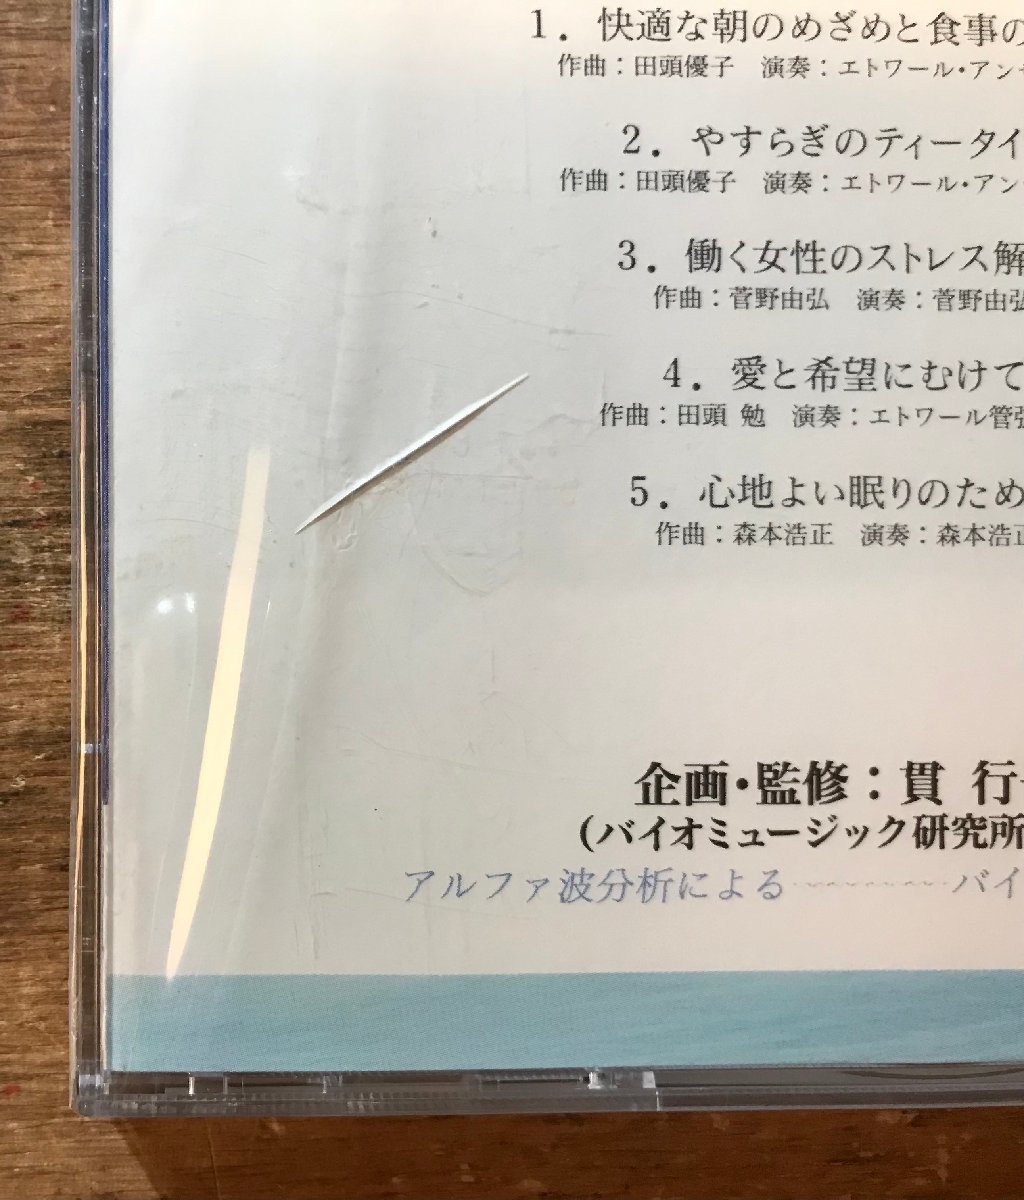 1．快適な朝のめざめと食事の
作曲：田頭優子　演奏：エトワール・アン
2．やすらぎのティータイ
作曲：田頭優子　演奏：エトワール・アン
3．働く女性のストレス解
作曲：菅野由弘　演奏：菅野由弘
4．愛と希望にむけて
作曲：田頭 勉　演奏：エトワール管弦
5．心地よい眠りのため
作曲：森本浩正　演奏：森本浩正
企画・監修：貫 行
(バイオミュージック研究所
アルファ波分析による
バイ